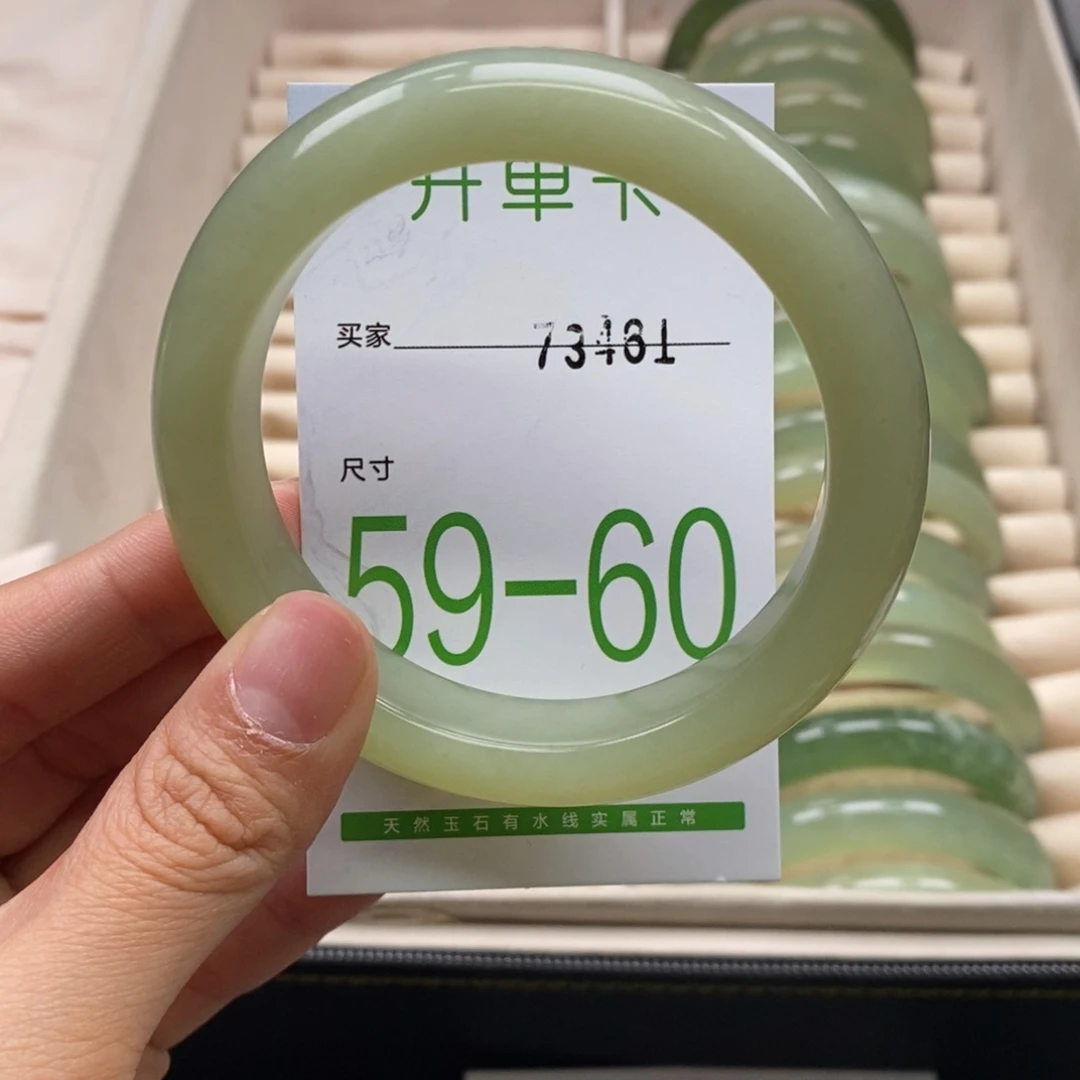 开单卡
买家 73461
尺寸
59-60
天然玉石有水线实属正常